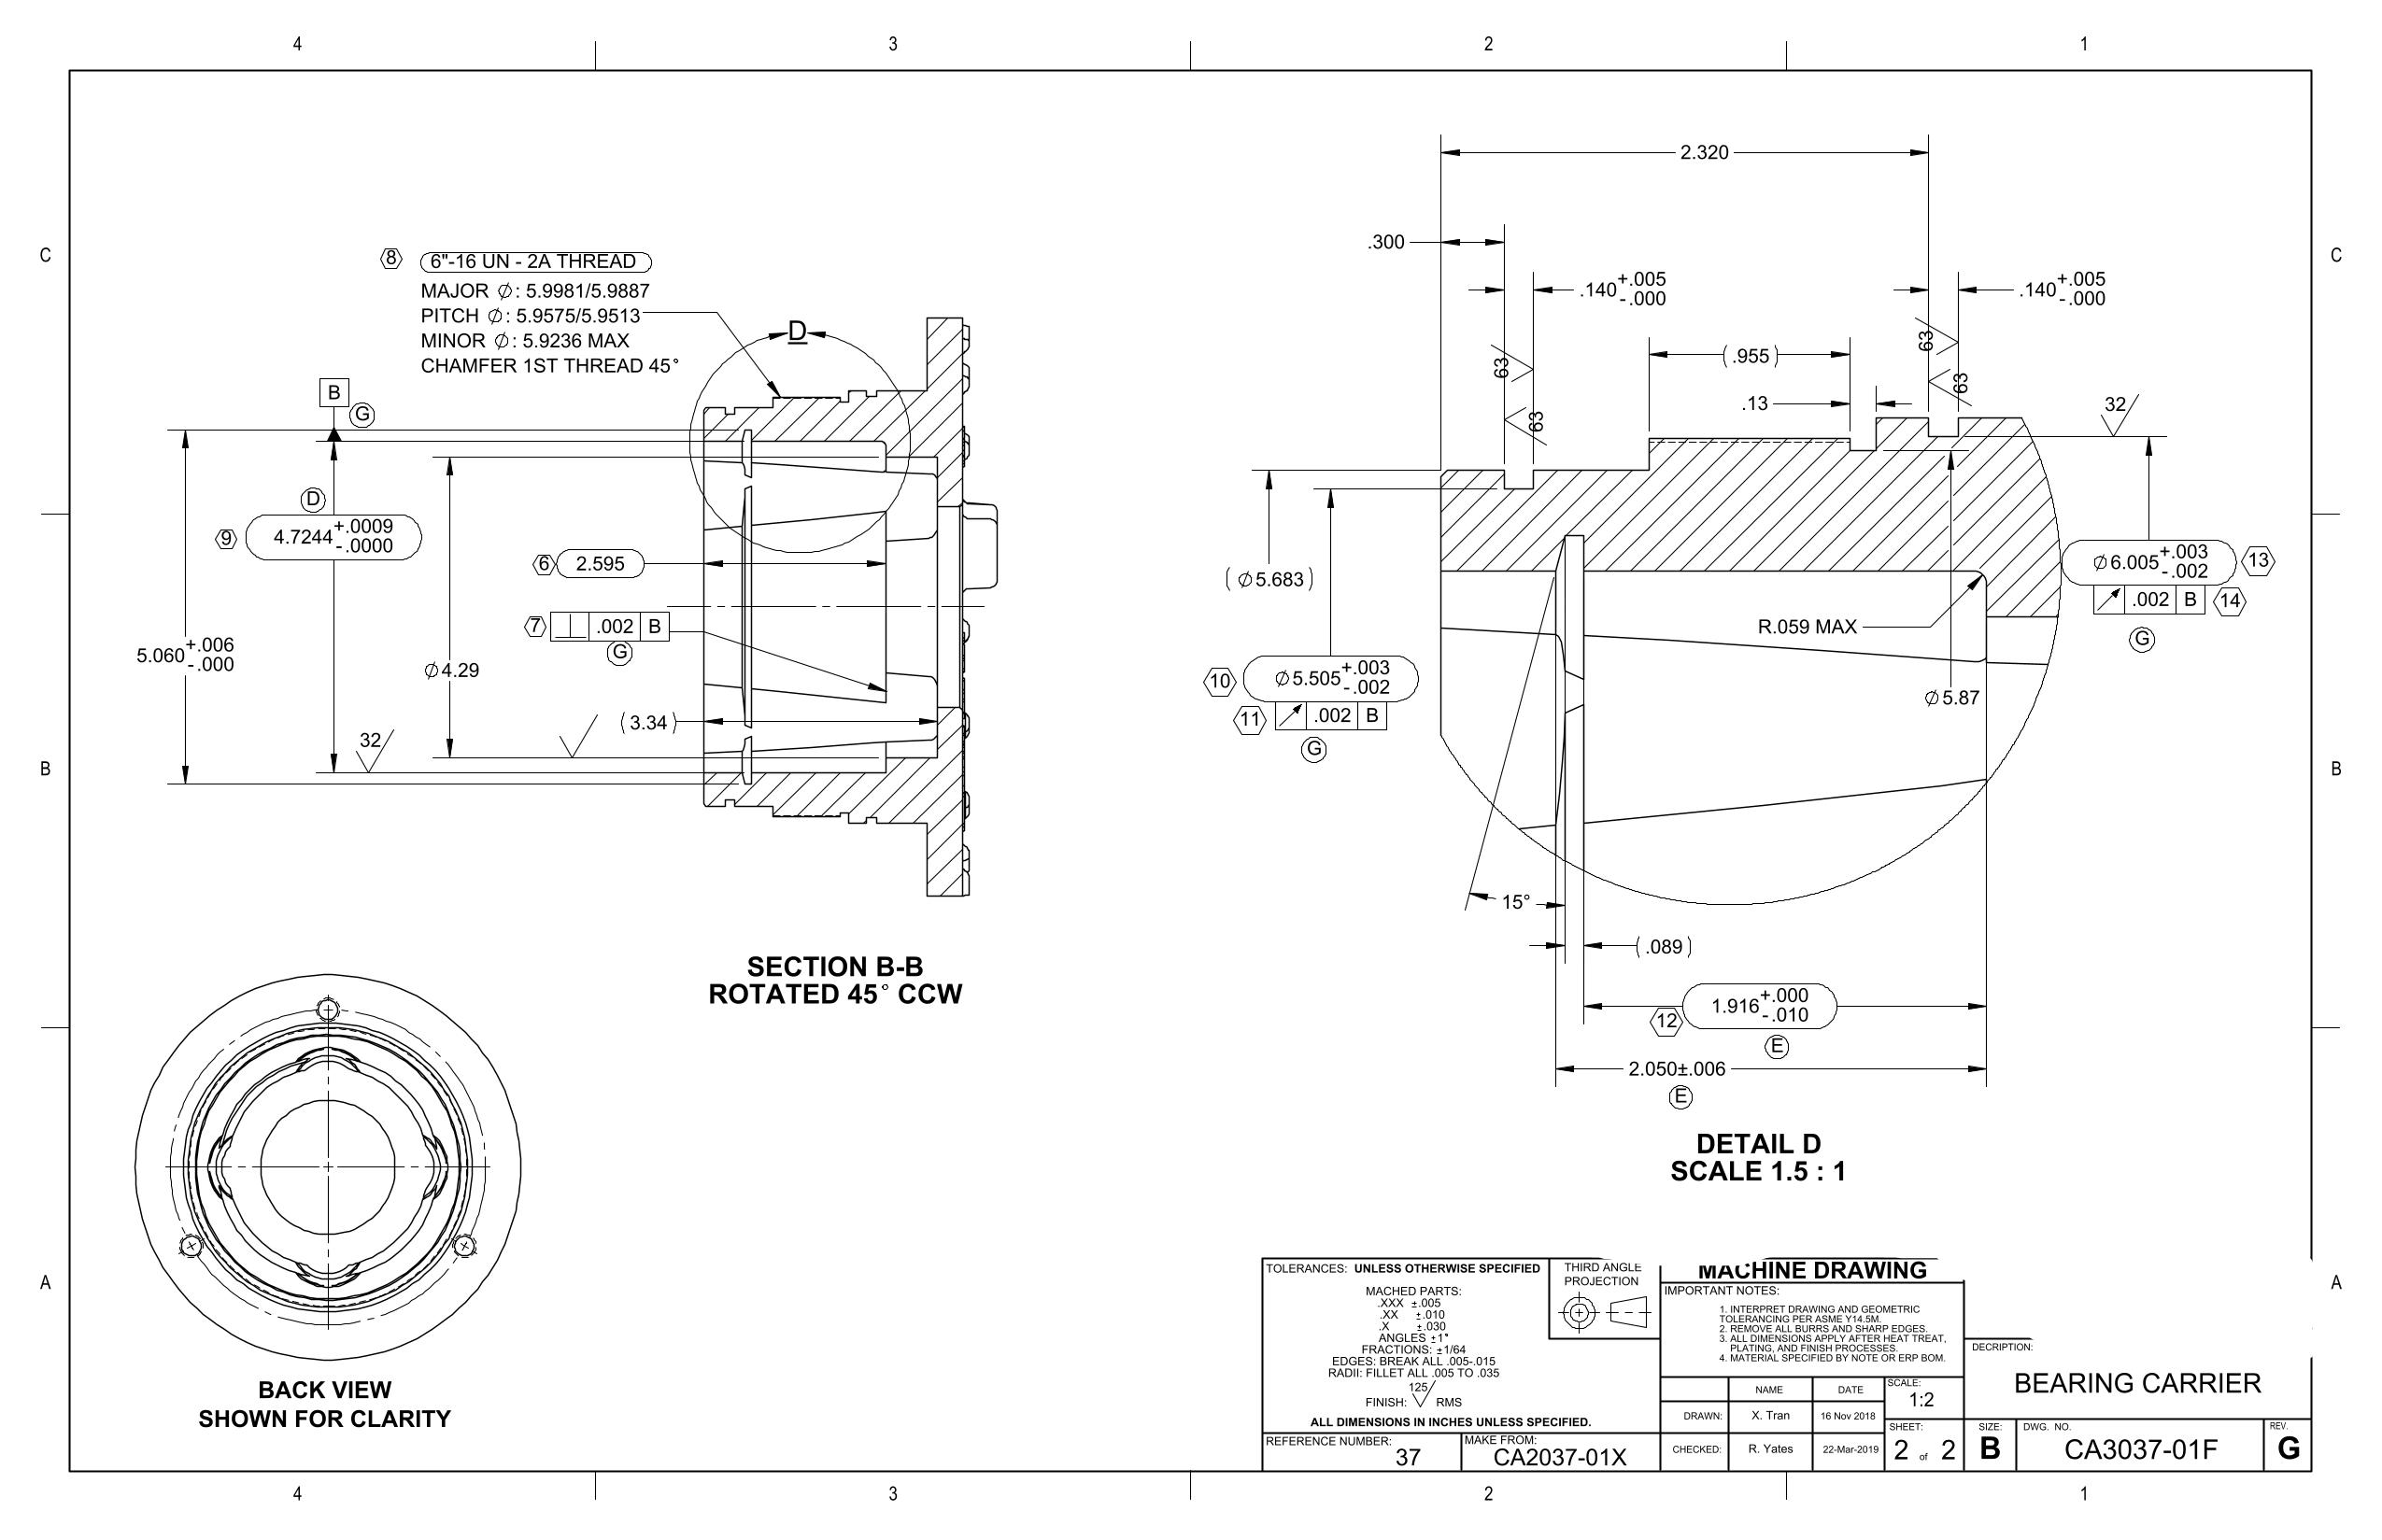 4 3 2 1
C
C
B
B
A
A
4 3 2 1
8 6"-16 UN - 2A THREAD
MAJOR ∅: 5.9981/5.9887
PITCH ∅: 5.9575/5.9513
MINOR ∅: 5.9236 MAX
CHAMFER 1ST THREAD 45°
D
B
G
D
9 4.7244 +.0009 -.0000
5.060 +.006 -.000
∅4.29
6 2.595
7 ⊥ .002 B
G
(3.34)
32
SECTION B-B
ROTATED 45° CCW
BACK VIEW
SHOWN FOR CLARITY
2.320
.300
.140 +.005 -.000
.140 +.005 -.000
63
63
63
63
(.955)
.13
32
(∅5.683)
10 ∅5.505 +.003 -.002
11 ↗ .002 B
G
∅6.005 +.003 -.002 13
↗ .002 B 14
G
R.059 MAX
∅5.87
15°
(.089)
12 1.916 +.000 -.010
E
2.050±.006
E
DETAIL D
SCALE 1.5 : 1
TOLERANCES: UNLESS OTHERWISE SPECIFIED
MACHED PARTS:
.XXX ±.005
.XX ±.010
.X ±.030
ANGLES ±1°
FRACTIONS: ±1/64
EDGES: BREAK ALL .005-.015
RADII: FILLET ALL .005 TO .035
125
FINISH: √ RMS
ALL DIMENSIONS IN INCHES UNLESS SPECIFIED.
REFERENCE NUMBER:
37
MAKE FROM:
CA2037-01X
THIRD ANGLE
PROJECTION
MACHINE DRAWING
IMPORTANT NOTES:
1. INTERPRET DRAWING AND GEOMETRIC
TOLERANCING PER ASME Y14.5M.
2. REMOVE ALL BURRS AND SHARP EDGES.
3. ALL DIMENSIONS APPLY AFTER HEAT TREAT,
PLATING, AND FINISH PROCESSES.
4. MATERIAL SPECIFIED BY NOTE OR ERP BOM.
NAME DATE
DRAWN: X. Tran 16 Nov 2018
CHECKED: R. Yates 22-Mar-2019
SCALE:
1:2
SHEET:
2 of 2
DECRIPTION:
BEARING CARRIER
SIZE:
B
DWG. NO.
CA3037-01F
REV.
G